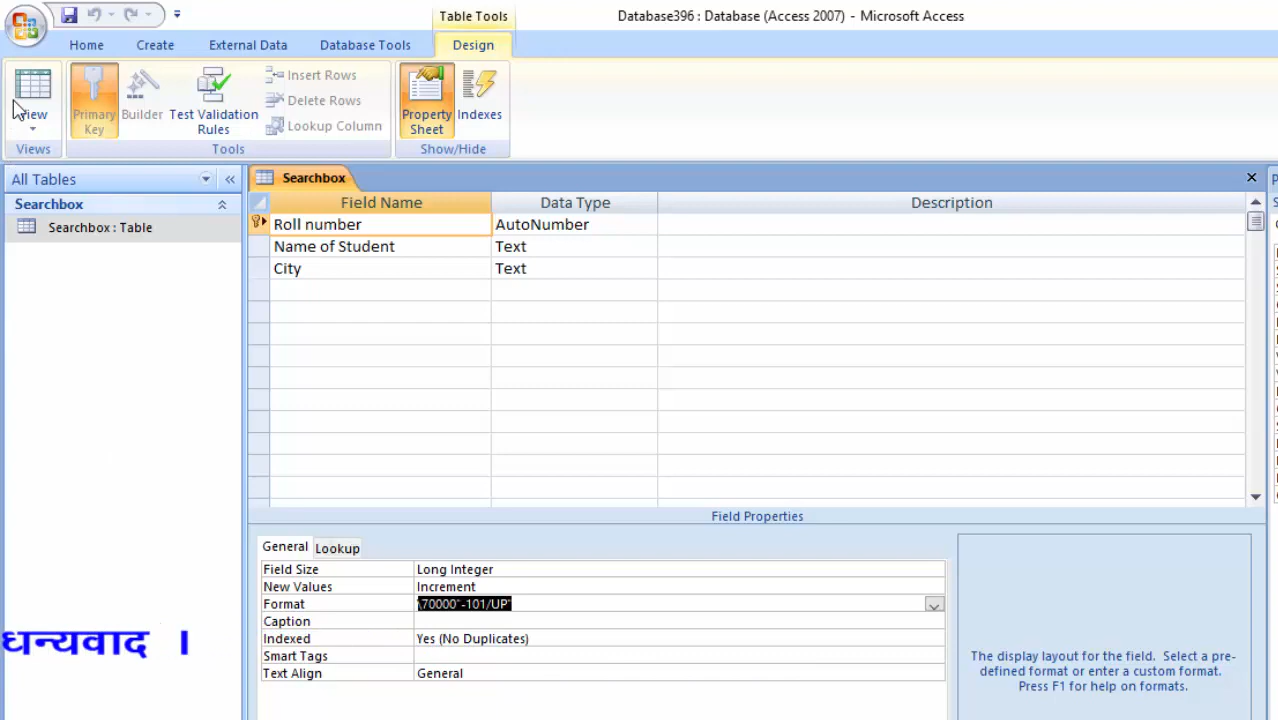 Table Tools
Database396 : Database (Access 2007) - Microsoft Access
Home Create External Data Database Tools Design
View
Primary Key
Builder
Test Validation Rules
Insert Rows
Delete Rows
Lookup Column
Property Sheet
Indexes
Views Tools Show/Hide
All Tables
Searchbox
Searchbox : Table
Searchbox
Field Name Data Type Description
Roll number AutoNumber
Name of Student Text
City Text
Field Properties
General Lookup
Field Size Long Integer
New Values Increment
Format \70000"-101/UP"
Caption
Indexed Yes (No Duplicates)
Smart Tags
Text Align General
The display layout for the field. Select a pre-
defined format or enter a custom format.
Press F1 for help on formats.
धन्यवाद ।